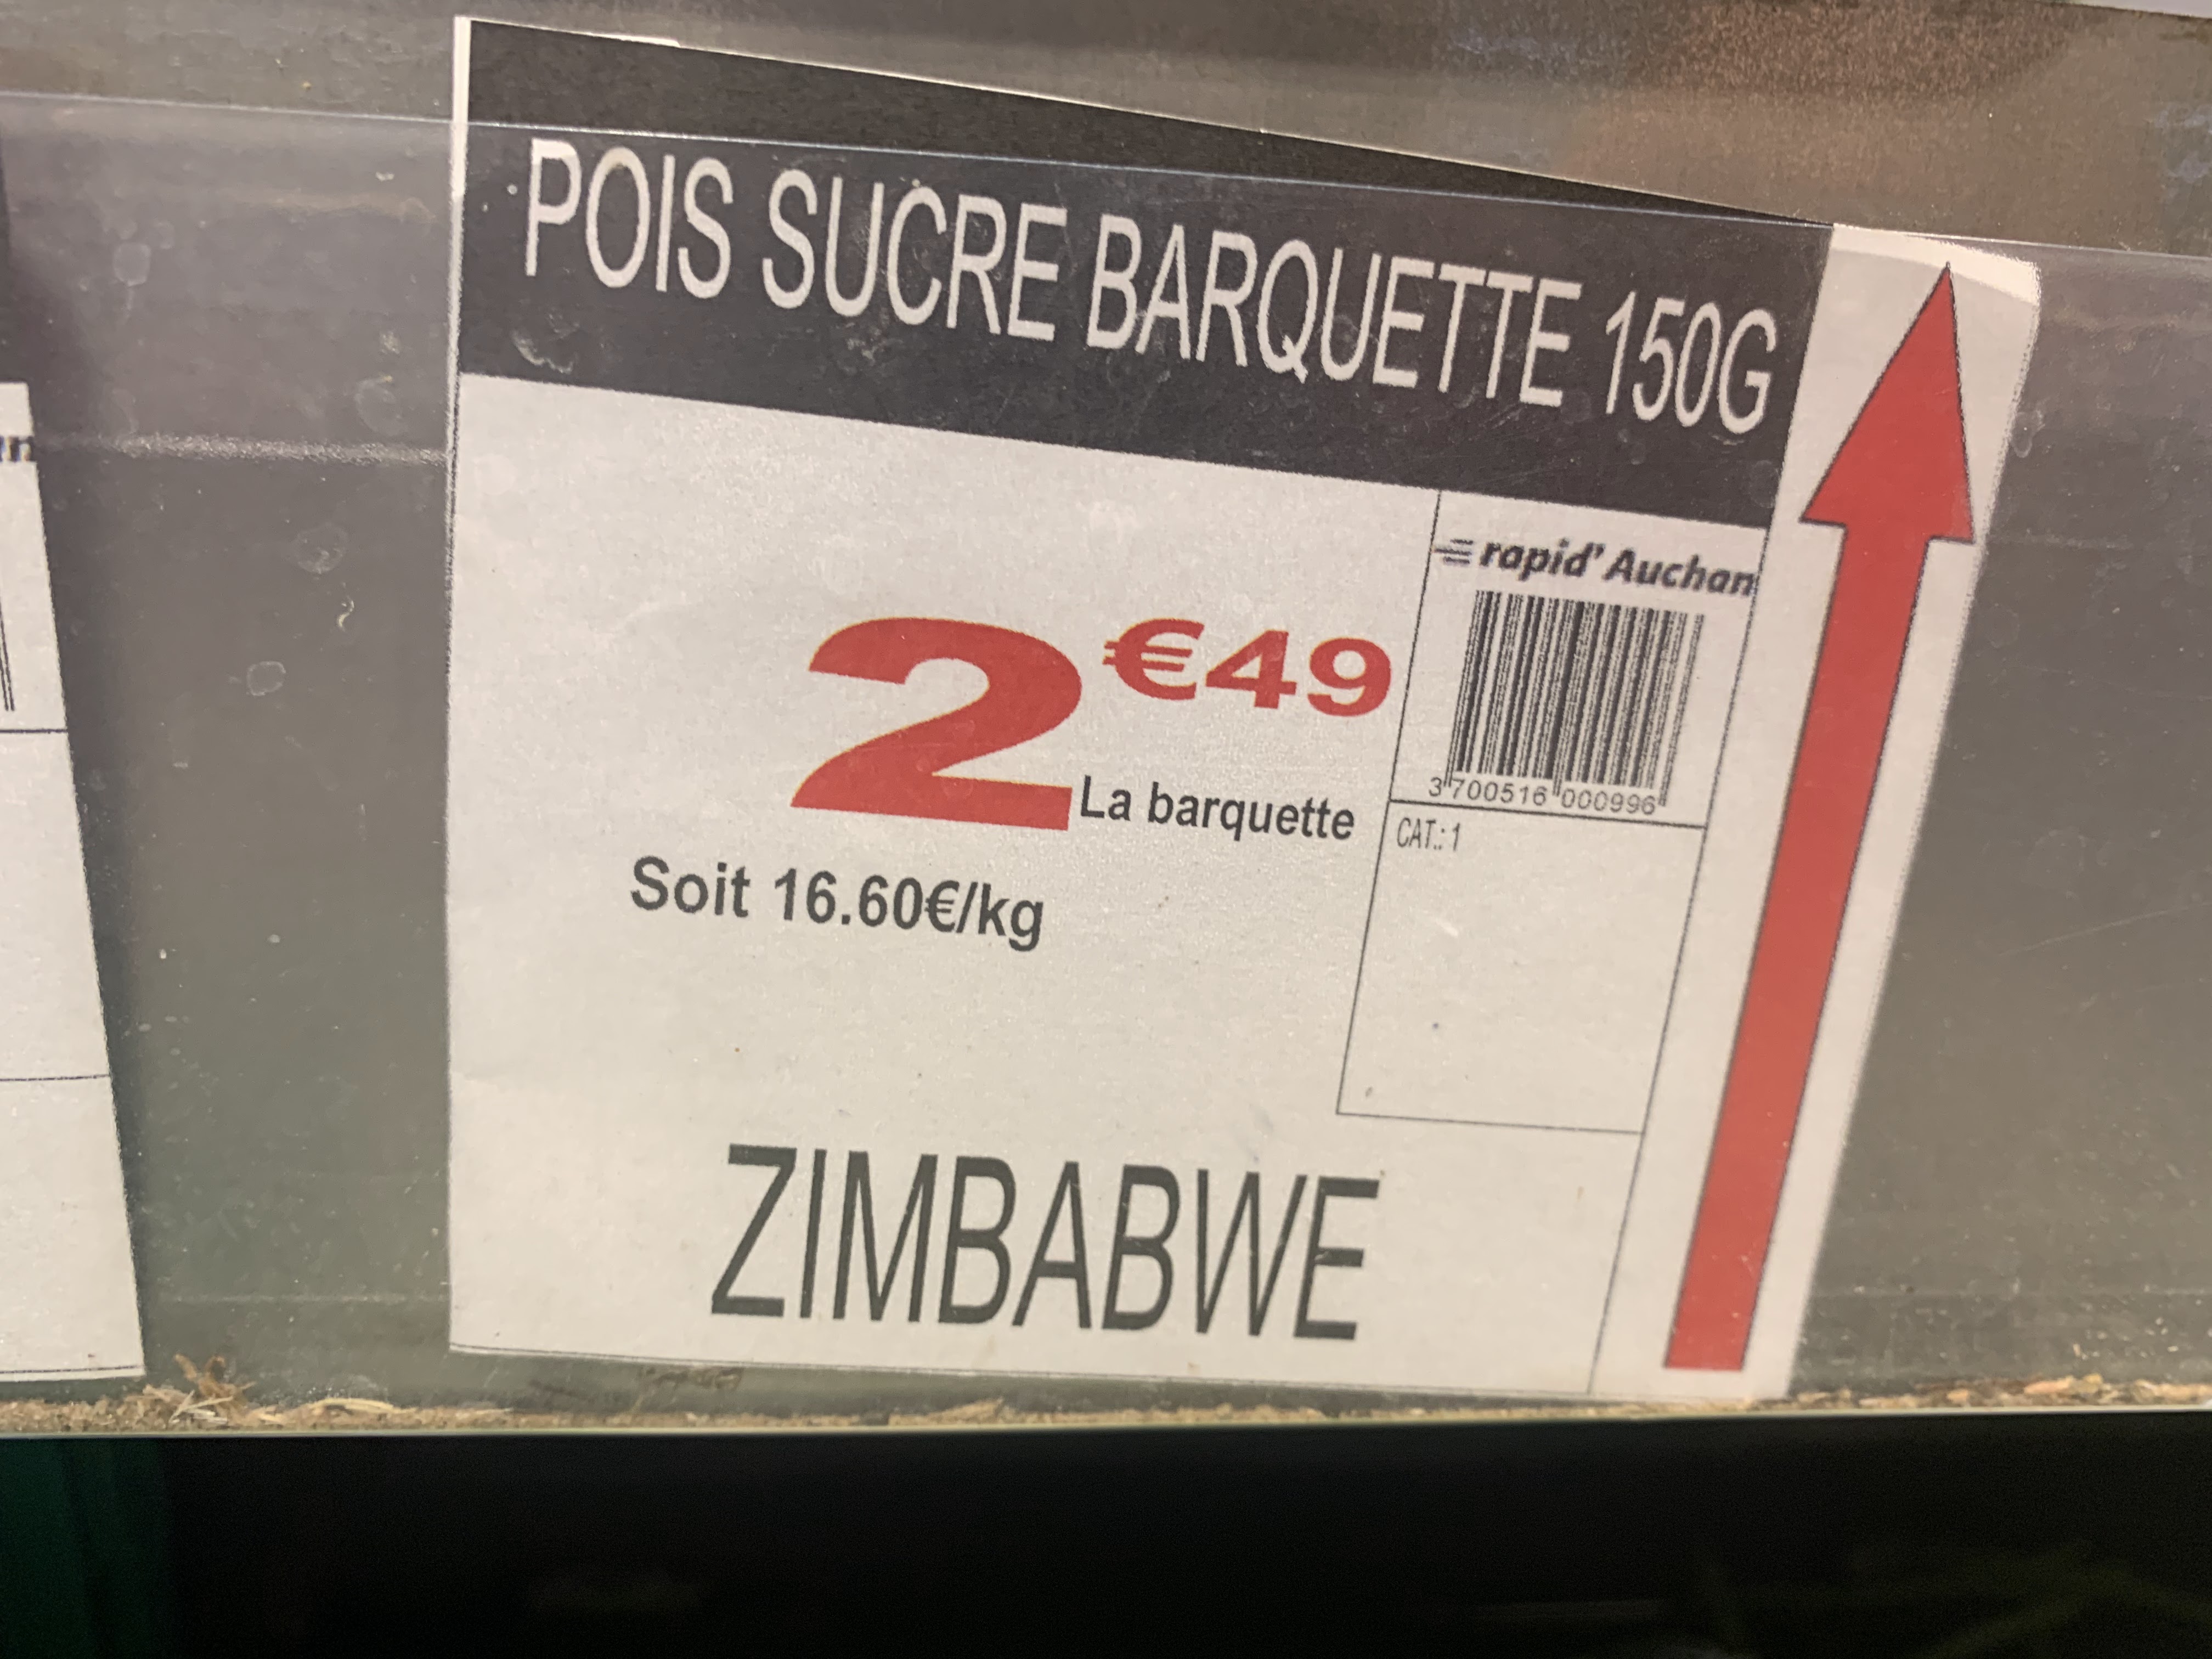 POIS SUCRE BARQUETTE 150G
rapid' Auchan
2€49
3 700516 000996
La barquette
CAT.: 1
Soit 16.60€/kg
ZIMBABWE